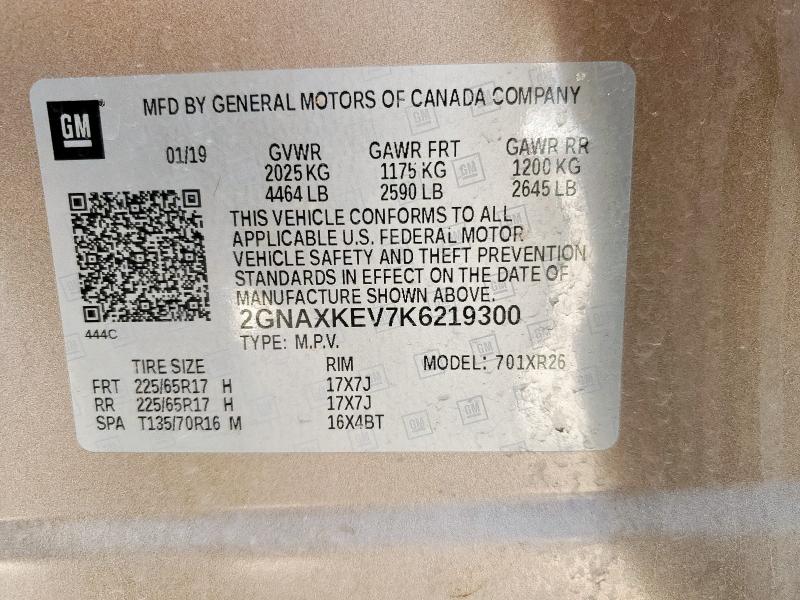 GM
MFD BY GENERAL MOTORS OF CANADA COMPANY
01/19 GVWR GAWR FRT GAWR RR
2025 KG 1175 KG 1200 KG
4464 LB 2590 LB 2645 LB
THIS VEHICLE CONFORMS TO ALL
APPLICABLE U.S. FEDERAL MOTOR
VEHICLE SAFETY AND THEFT PREVENTION
STANDARDS IN EFFECT ON THE DATE OF
MANUFACTURE SHOWN ABOVE.
2GNAXKEV7K6219300
444C
TYPE: M.P.V.
TIRE SIZE RIM MODEL: 701XR26
FRT 225/65R17 H 17X7J
RR 225/65R17 H 17X7J
SPA T135/70R16 M 16X4BT